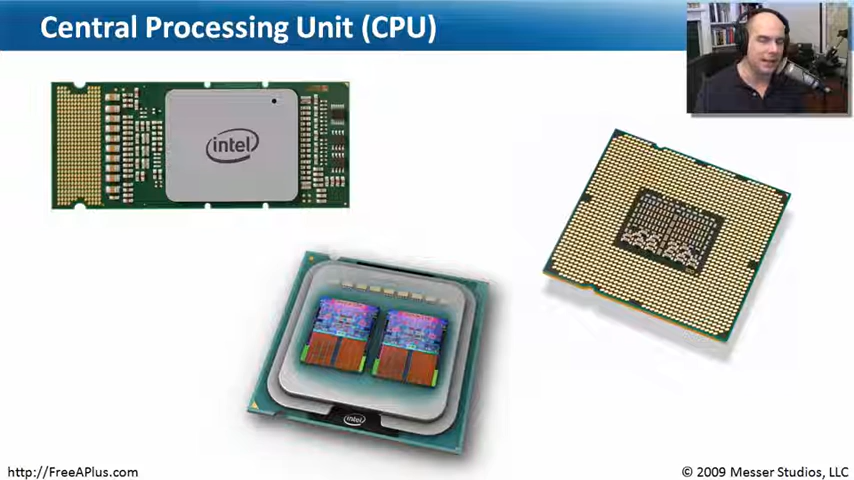 Central Processing Unit (CPU)
intel
intel
http://FreeAPlus.com
© 2009 Messer Studios, LLC